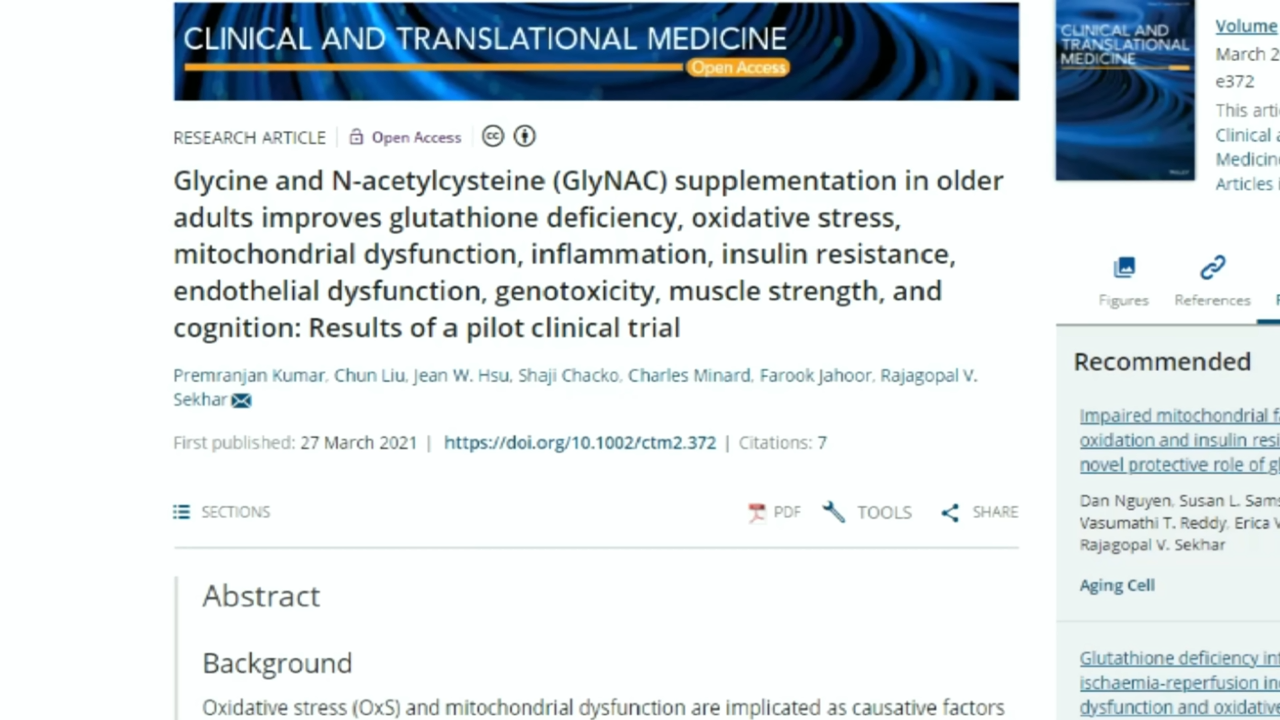 CLINICAL AND TRANSLATIONAL MEDICINE
Open Access
RESEARCH ARTICLE
Open Access
Glycine and N-acetylcysteine (GlyNAC) supplementation in older
adults improves glutathione deficiency, oxidative stress,
mitochondrial dysfunction, inflammation, insulin resistance,
endothelial dysfunction, genotoxicity, muscle strength, and
cognition: Results of a pilot clinical trial
Premranjan Kumar, Chun Liu, Jean W. Hsu, Shaji Chacko, Charles Minard, Farook Jahoor, Rajagopal V.
Sekhar
First published: 27 March 2021 | https://doi.org/10.1002/ctm2.372 | Citations: 7
SECTIONS
PDF
TOOLS
SHARE
Abstract
Background
Oxidative stress (OxS) and mitochondrial dysfunction are implicated as causative factors
CLINICAL AND
TRANSLATIONAL
MEDICINE
WILEY
Volume
March 2
e372
This arti
Clinical a
Medicin
Articles i
Figures
References
Recommended
Impaired mitochondrial f
oxidation and insulin resi
novel protective role of gl
Dan Nguyen, Susan L. Sams
Vasumathi T. Reddy, Erica V
Rajagopal V. Sekhar
Aging Cell
Glutathione deficiency in
ischaemia-reperfusion in
dysfunction and oxidative